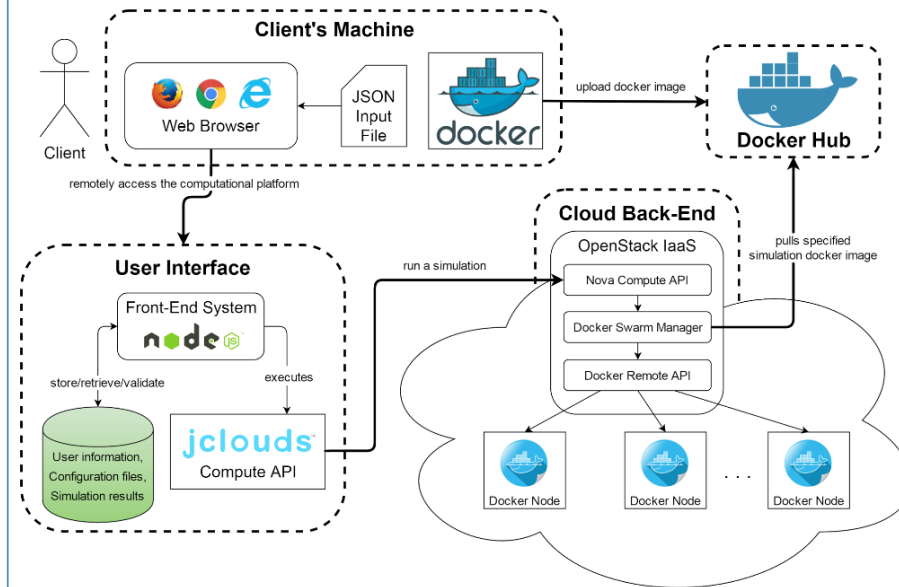 Client's Machine
Client
Web Browser
JSON
Input
File
docker
upload docker image
Docker Hub
remotely access the computational platform
User Interface
Front-End System
node
JS
store/retrieve/validate
executes
User information,
Configuration files,
Simulation results
jclouds™
Compute API
run a simulation
Cloud Back-End
OpenStack IaaS
Nova Compute API
Docker Swarm Manager
Docker Remote API
pulls specified
simulation docker image
Docker Node
Docker Node
. . .
Docker Node